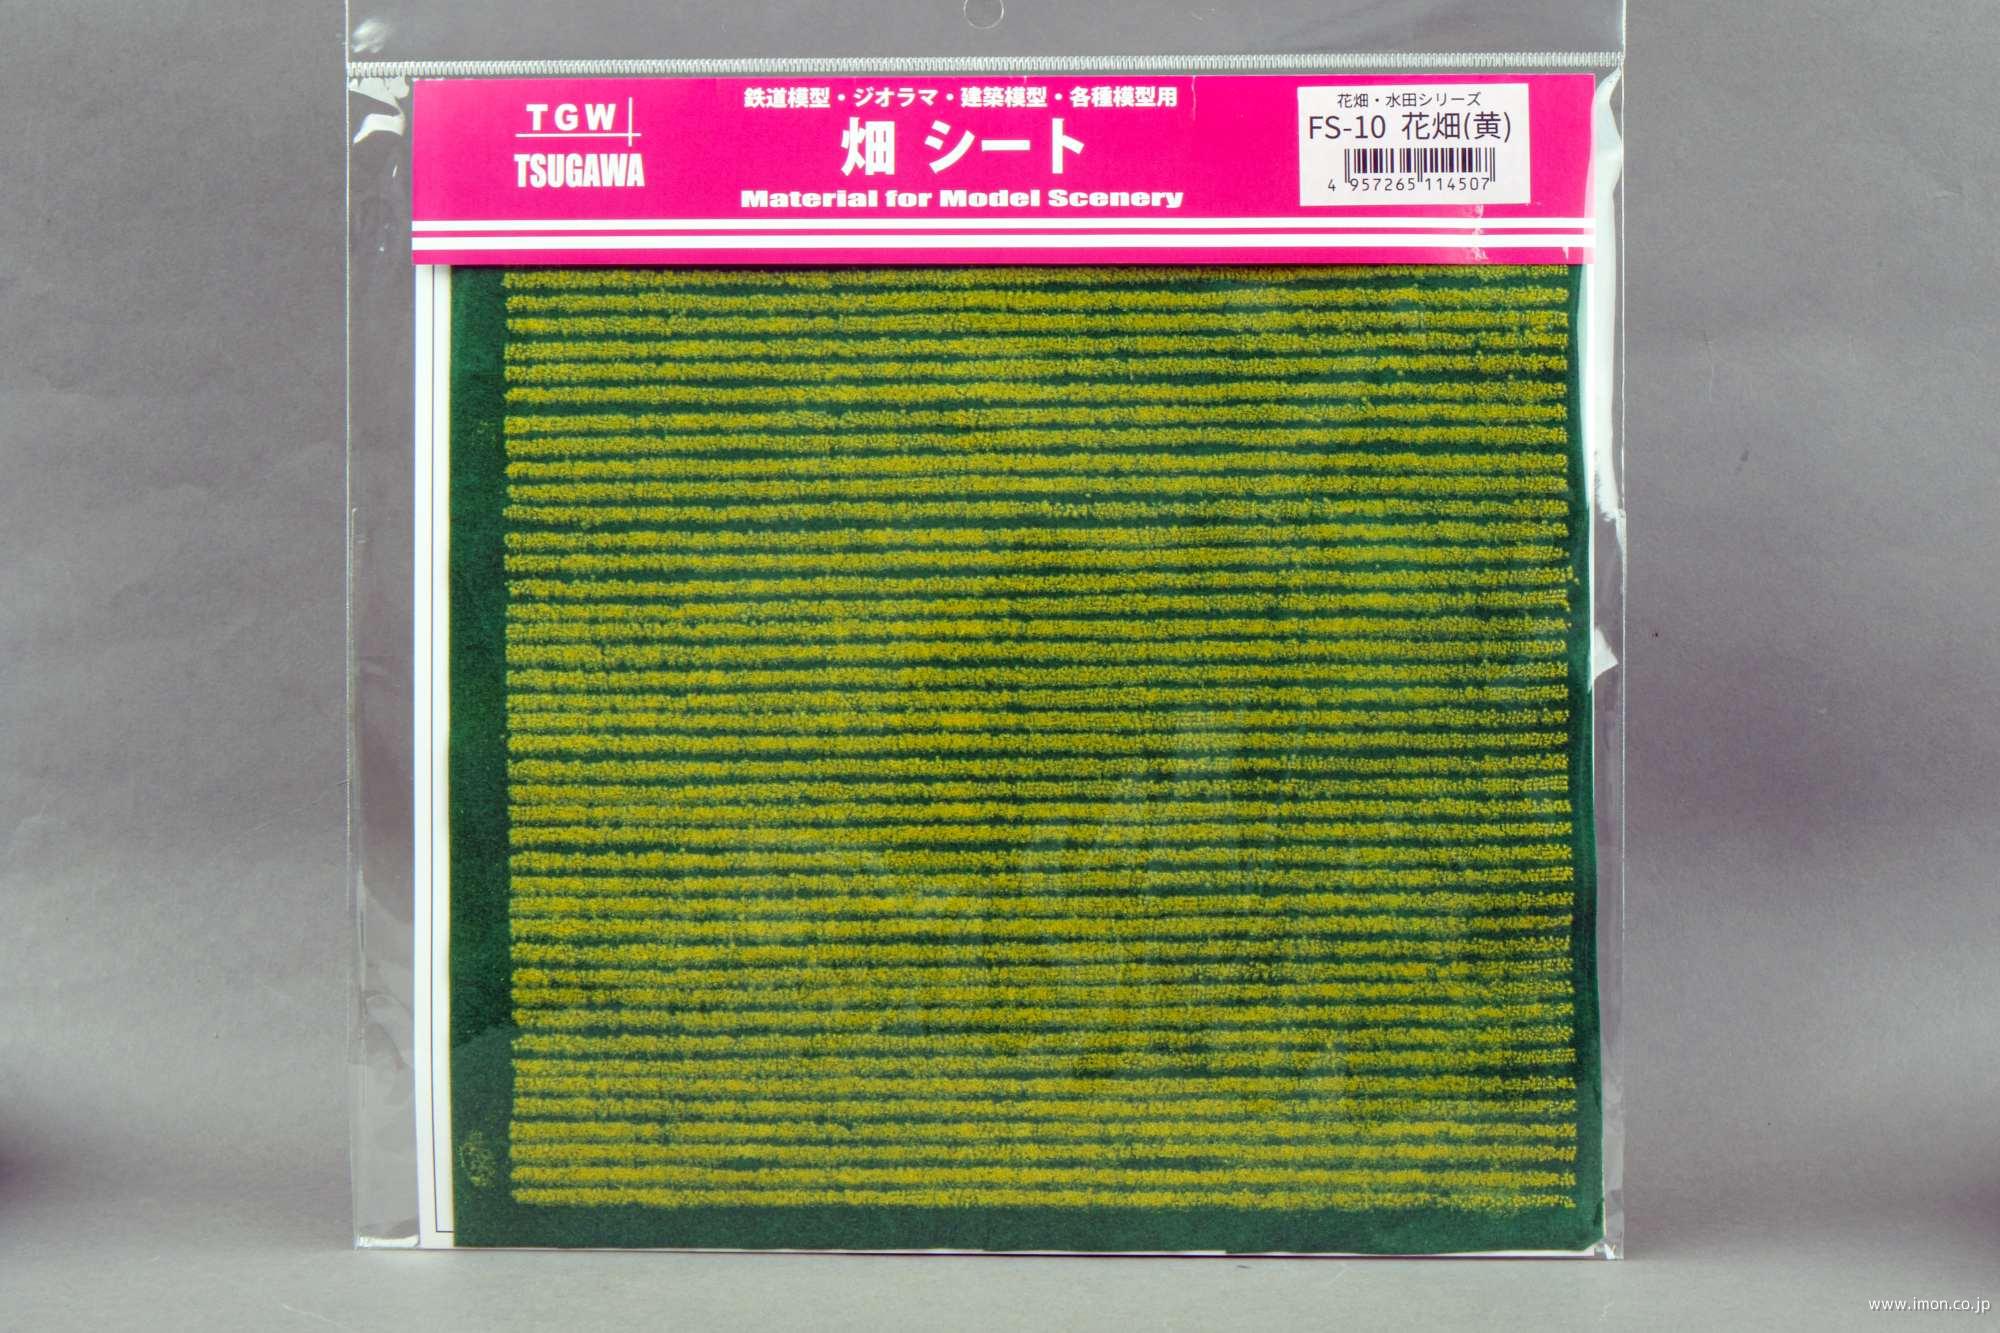 TGW
TSUGAWA
鉄道模型・ジオラマ・建築模型・各種模型用
畑 シート
Material for Model Scenery
花畑・水田シリーズ
FS-10 花畑(黄)
4 957265 114507
www.imon.co.jp